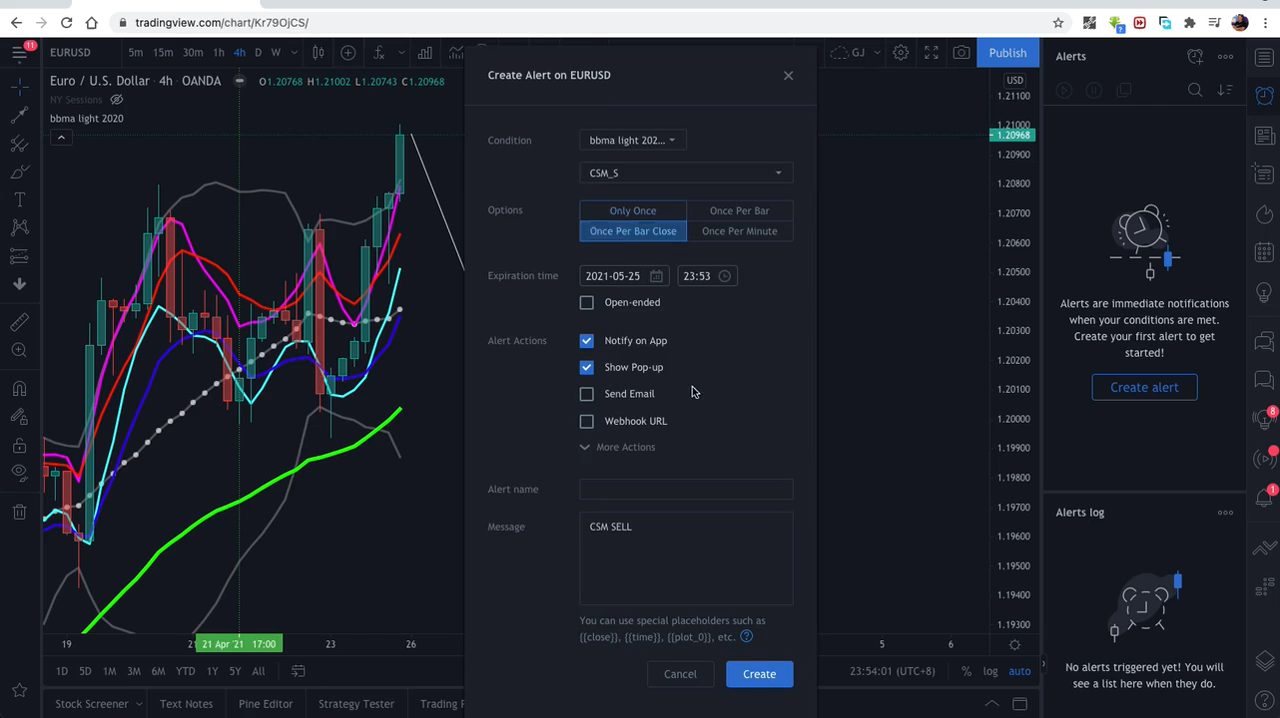 tradingview.com/chart/Kr79OjCS/
11
EURUSD
5m 15m 30m 1h 4h D W
GJ
Publish
Alerts
Euro / U.S. Dollar · 4h · OANDA
O1.20768 H1.21002 L1.20743 C1.20968
NY Sessions
bbma light 2020
USD
1.21100
1.21000
1.20968
1.20900
1.20800
1.20700
1.20600
1.20500
1.20400
1.20300
1.20200
1.20100
1.20000
1.19900
1.19800
1.19700
1.19600
1.19500
1.19400
1.19300
Create Alert on EURUSD
Condition
bbma light 202...
CSM_S
Options
Only Once
Once Per Bar
Once Per Bar Close
Once Per Minute
Expiration time
2021-05-25
23:53
Open-ended
Alert Actions
Notify on App
Show Pop-up
Send Email
Webhook URL
More Actions
Alert name
Message
CSM SELL
You can use special placeholders such as
{{close}}, {{time}}, {{plot_0}}, etc.
Cancel
Create
Alerts are immediate notifications
when your conditions are met.
Create your first alert to get
started!
Create alert
8
1
Alerts log
No alerts triggered yet! You will
see a list here when they do.
19
21 Apr '21 17:00
23
26
5
6
1D 5D 1M 3M 6M YTD 1Y 5Y All
23:54:01 (UTC+8)
% log auto
Stock Screener
Text Notes
Pine Editor
Strategy Tester